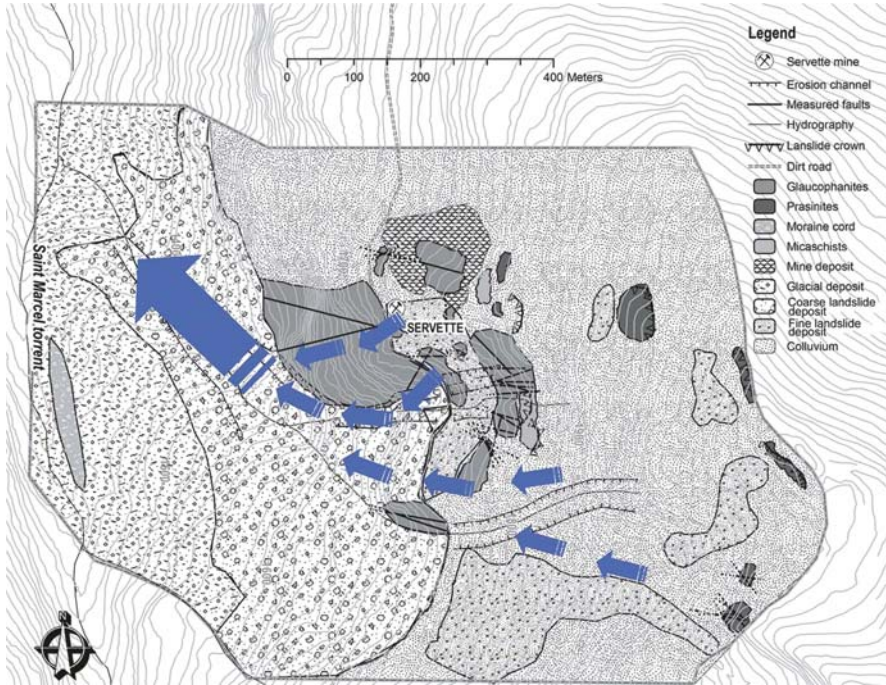 Legend
Servette mine
Erosion channel
Measured faults
Hydrography
Lanslide crown
Dirt road
Glaucophanites
Prasinites
Moraine cord
Micaschists
Mine deposit
Glacial deposit
Coarse landslide
deposit
Fine landslide
deposit
Colluvium
0 100 200 400 Meters
SERVETTE
Saint Marcel torrent